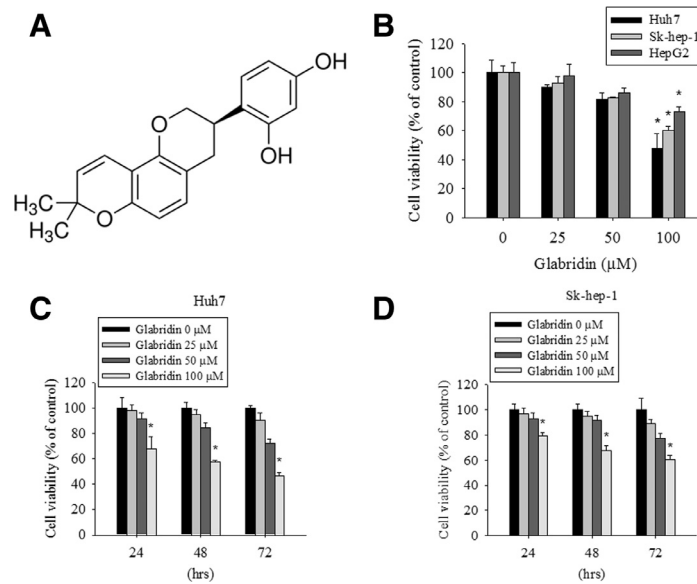 A
OH
O
OH
H3C
H3C
O
B
Huh7
Sk-hep-1
HepG2
Cell viability (% of control)
120
100
80
60
40
20
0
* * *
0 25 50 100
Glabridin (µM)
C
Huh7
Glabridin 0 µM
Glabridin 25 µM
Glabridin 50 µM
Glabridin 100 µM
Cell viability (% of control)
120
100
80
60
40
20
0
* * *
24 48 72
(hrs)
D
Sk-hep-1
Glabridin 0 µM
Glabridin 25 µM
Glabridin 50 µM
Glabridin 100 µM
Cell viability (% of control)
120
100
80
60
40
20
0
* * *
24 48 72
(hrs)